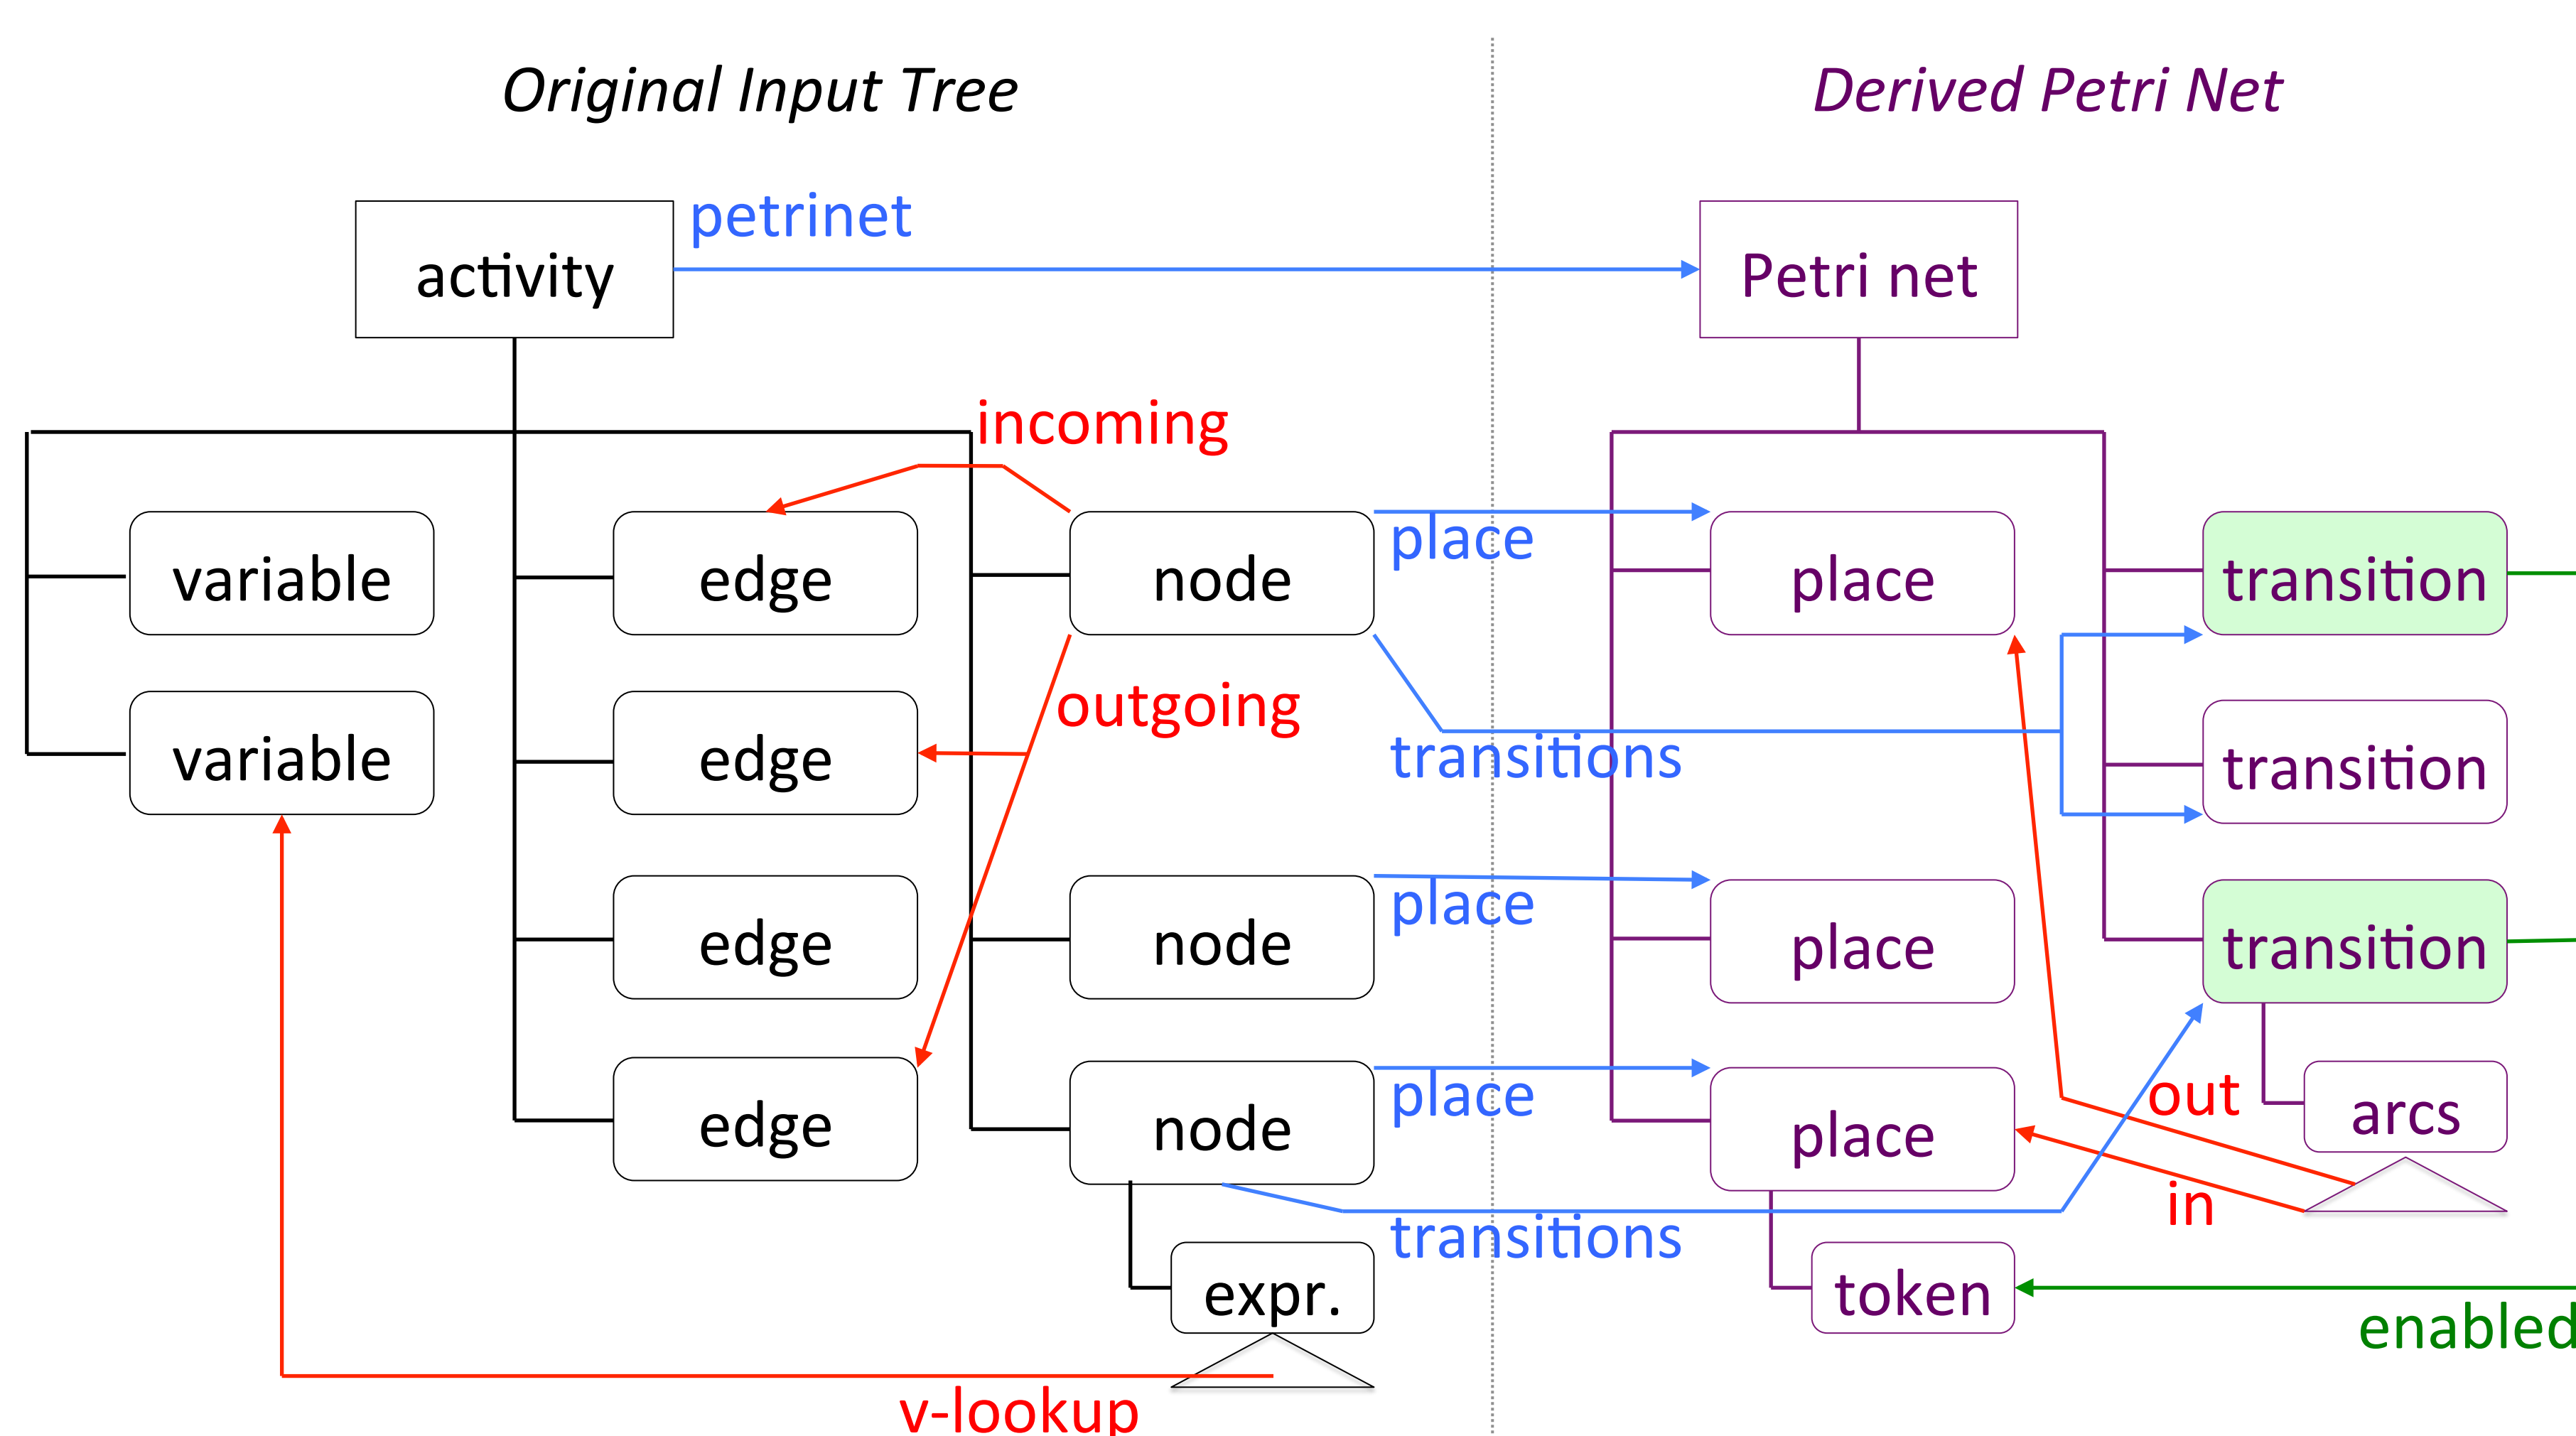 Original Input Tree
Derived Petri Net
petrinet
activity
Petri net
incoming
variable
edge
node
place
place
transition
variable
edge
outgoing
transitions
transition
edge
node
place
place
transition
edge
node
place
place
out
arcs
in
transitions
expr.
token
enabled
v-lookup